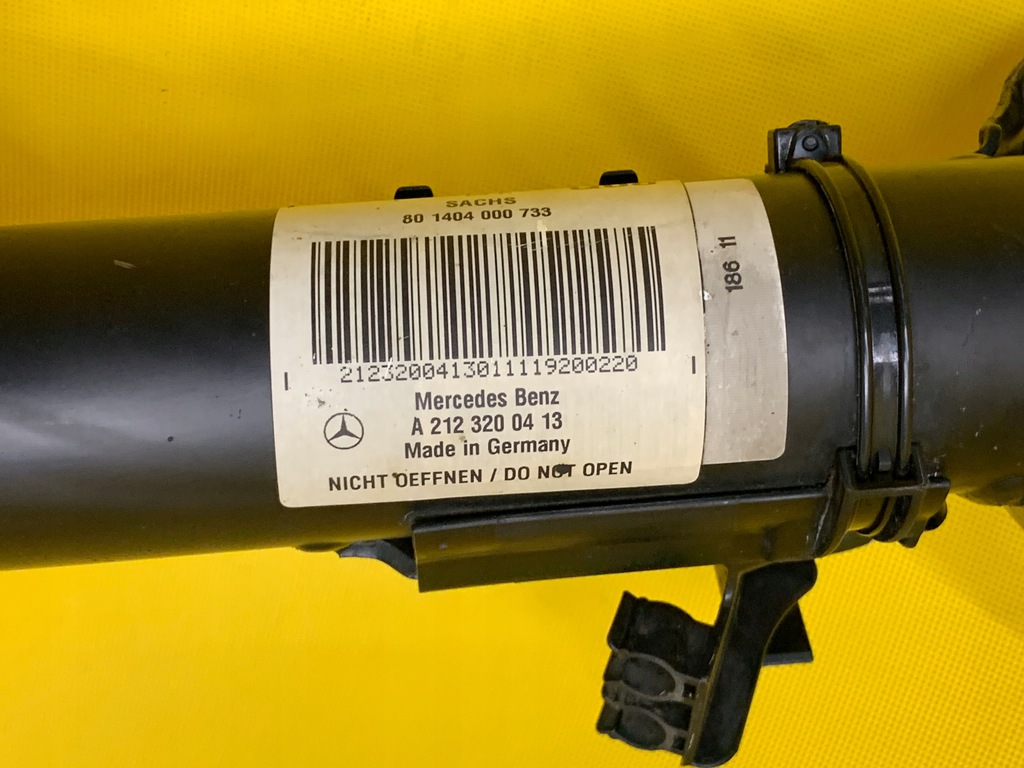 SACHS
80 1404 000 733
2123200413011119200220
Mercedes Benz
A 212 320 04 13
Made in Germany
NICHT OEFFNEN / DO NOT OPEN
186 11